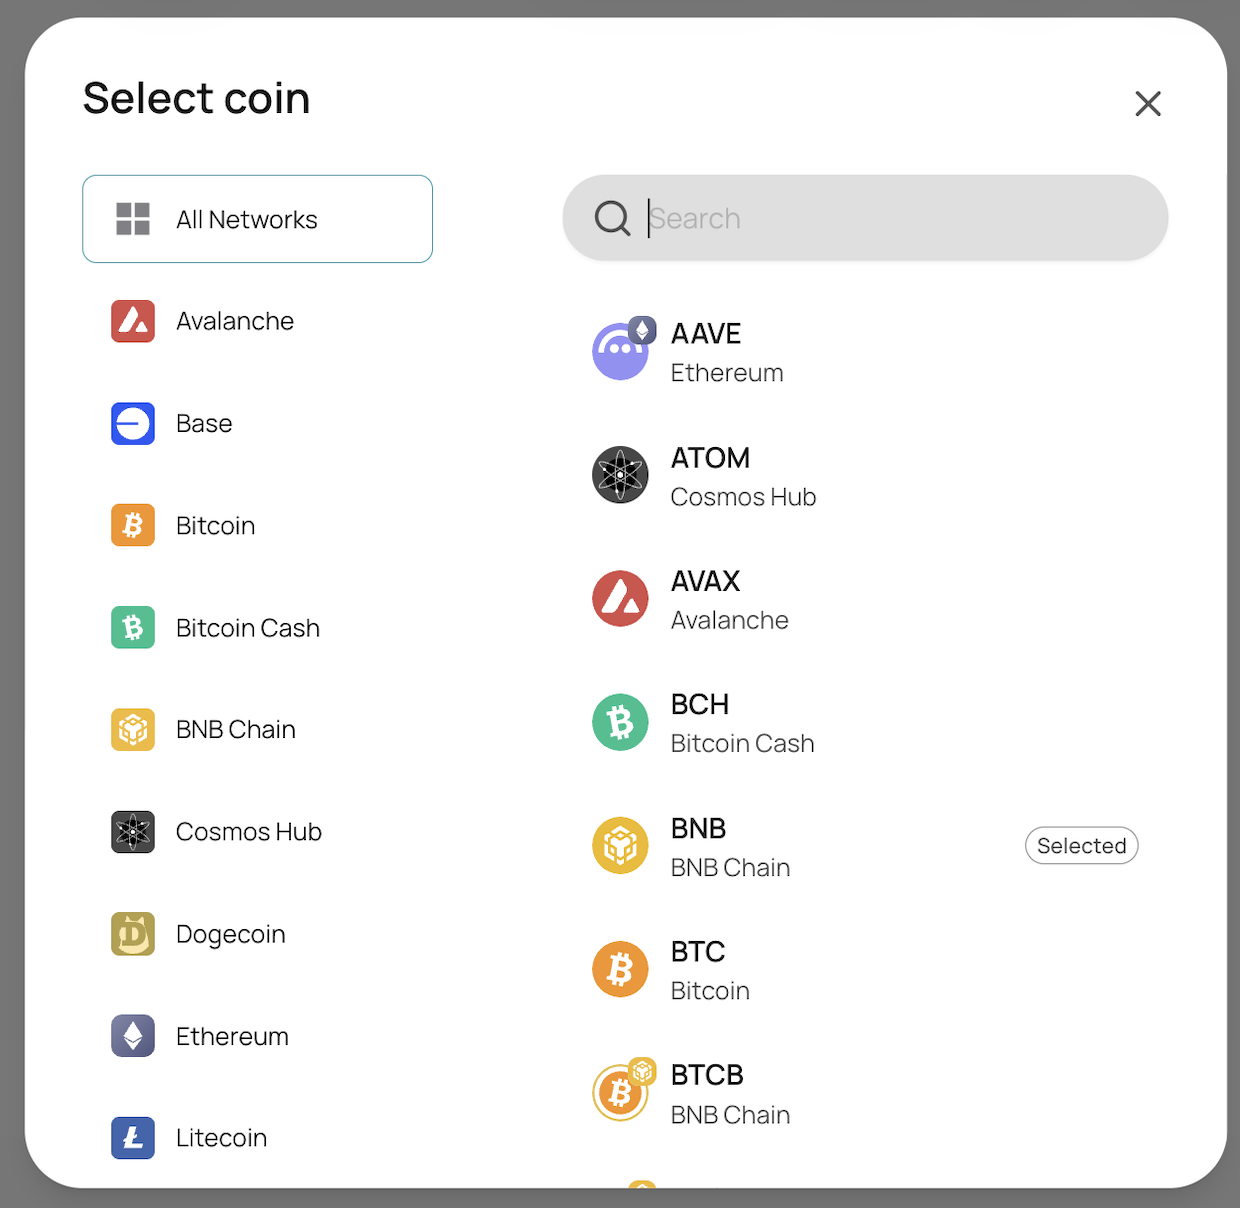 Select coin
All Networks
Avalanche
Base
Bitcoin
Bitcoin Cash
BNB Chain
Cosmos Hub
Dogecoin
Ethereum
Litecoin
Search
AAVE
Ethereum
ATOM
Cosmos Hub
AVAX
Avalanche
BCH
Bitcoin Cash
BNB
BNB Chain
Selected
BTC
Bitcoin
BTCB
BNB Chain